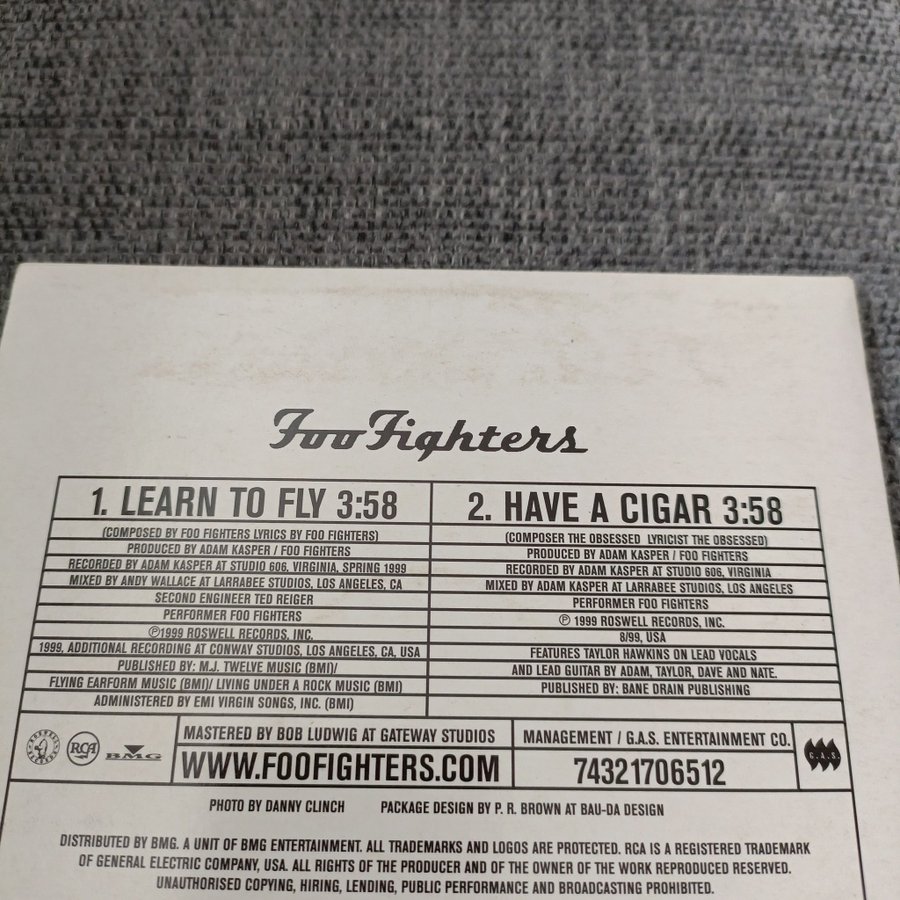 Foo Fighters
1. LEARN TO FLY 3:58
(COMPOSED BY FOO FIGHTERS LYRICS BY FOO FIGHTERS)
PRODUCED BY ADAM KASPER / FOO FIGHTERS
RECORDED BY ADAM KASPER AT STUDIO 606, VIRGINIA, SPRING 1999
MIXED BY ANDY WALLACE AT LARRABEE STUDIOS, LOS ANGELES, CA
SECOND ENGINEER TED REIGER
PERFORMER FOO FIGHTERS
℗1999 ROSWELL RECORDS, INC.
1999, ADDITIONAL RECORDING AT CONWAY STUDIOS, LOS ANGELES, CA, USA
PUBLISHED BY: M.J. TWELVE MUSIC (BMI)/
FLYING EARFORM MUSIC (BMI)/ LIVING UNDER A ROCK MUSIC (BMI)
ADMINISTERED BY EMI VIRGIN SONGS, INC. (BMI)
2. HAVE A CIGAR 3:58
(COMPOSER THE OBSESSED LYRICIST THE OBSESSED)
PRODUCED BY ADAM KASPER / FOO FIGHTERS
RECORDED BY ADAM KASPER AT STUDIO 606, VIRGINIA
MIXED BY ADAM KASPER AT LARRABEE STUDIOS, LOS ANGELES
PERFORMER FOO FIGHTERS
℗ 1999 ROSWELL RECORDS, INC.
8/99, USA
FEATURES TAYLOR HAWKINS ON LEAD VOCALS
AND LEAD GUITAR BY ADAM, TAYLOR, DAVE AND NATE.
PUBLISHED BY: BANE DRAIN PUBLISHING
RCA
BMG
MASTERED BY BOB LUDWIG AT GATEWAY STUDIOS
WWW.FOOFIGHTERS.COM
MANAGEMENT / G.A.S. ENTERTAINMENT CO.
74321706512
G.A.S.
PHOTO BY DANNY CLINCH PACKAGE DESIGN BY P. R. BROWN AT BAU-DA DESIGN
DISTRIBUTED BY BMG. A UNIT OF BMG ENTERTAINMENT. ALL TRADEMARKS AND LOGOS ARE PROTECTED. RCA IS A REGISTERED TRADEMARK
OF GENERAL ELECTRIC COMPANY, USA. ALL RIGHTS OF THE PRODUCER AND OF THE OWNER OF THE WORK REPRODUCED RESERVED.
UNAUTHORISED COPYING, HIRING, LENDING, PUBLIC PERFORMANCE AND BROADCASTING PROHIBITED.